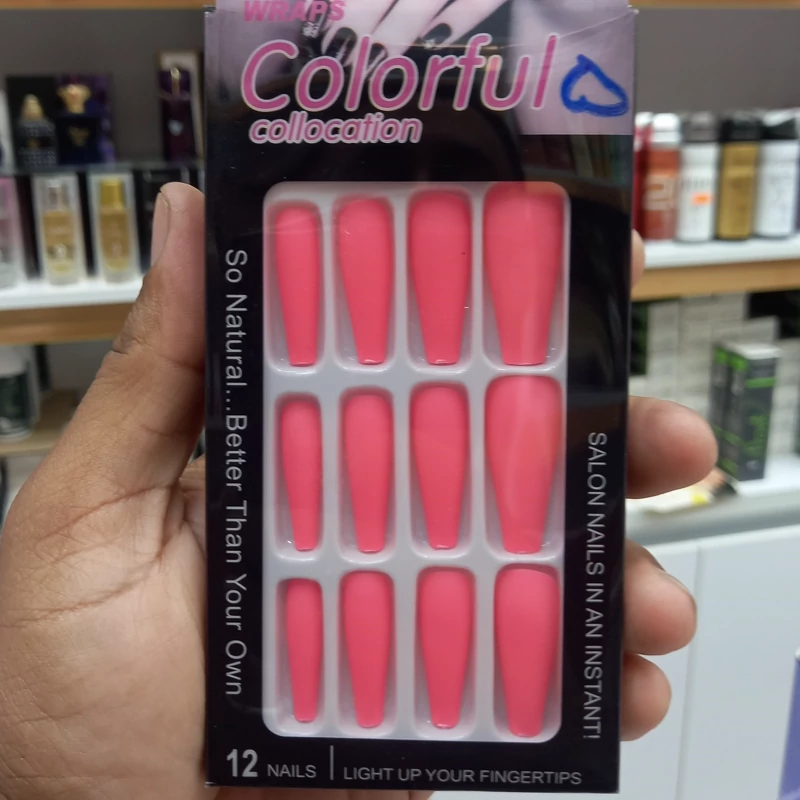 WRAPS
Colorful
collocation
So Natural...Better Than Your Own
SALON NAILS IN AN INSTANT!
12 NAILS | LIGHT UP YOUR FINGERTIPS